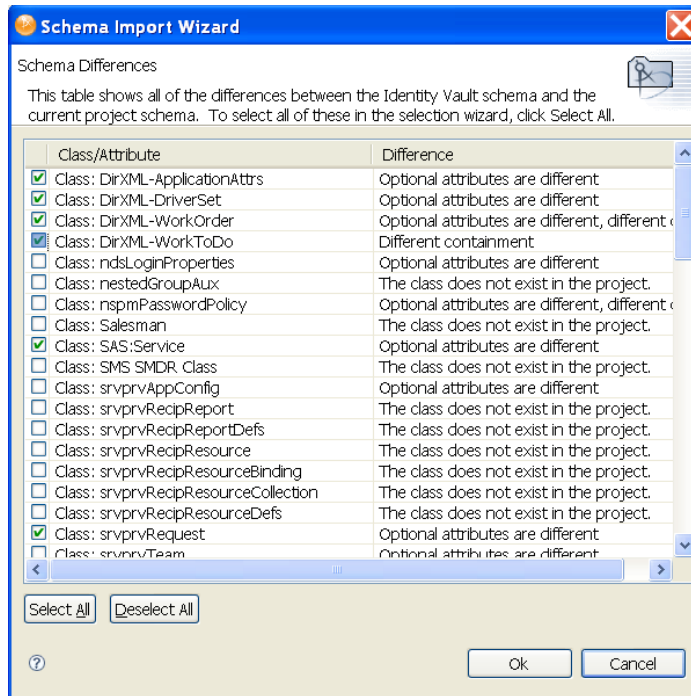 Schema Import Wizard
Schema Differences
This table shows all of the differences between the Identity Vault schema and the
current project schema. To select all of these in the selection wizard, click Select All.
Class/Attribute Difference
Class: DirXML-ApplicationAttrs Optional attributes are different
Class: DirXML-DriverSet Optional attributes are different
Class: DirXML-WorkOrder Optional attributes are different, different
Class: DirXML-WorkToDo Different containment
Class: ndsLoginProperties Optional attributes are different
Class: nestedGroupAux The class does not exist in the project.
Class: nspmPasswordPolicy Optional attributes are different, different
Class: Salesman The class does not exist in the project.
Class: SAS:Service Optional attributes are different
Class: SMS SMDR Class The class does not exist in the project.
Class: srvprvAppConfig Optional attributes are different
Class: srvprvRecipReport The class does not exist in the project.
Class: srvprvRecipReportDefs The class does not exist in the project.
Class: srvprvRecipResource The class does not exist in the project.
Class: srvprvRecipResourceBinding The class does not exist in the project.
Class: srvprvRecipResourceCollection The class does not exist in the project.
Class: srvprvRecipResourceDefs The class does not exist in the project.
Class: srvprvRequest Optional attributes are different
Class: srvprvTeam Optional attributes are different
Select All Deselect All
? Ok Cancel